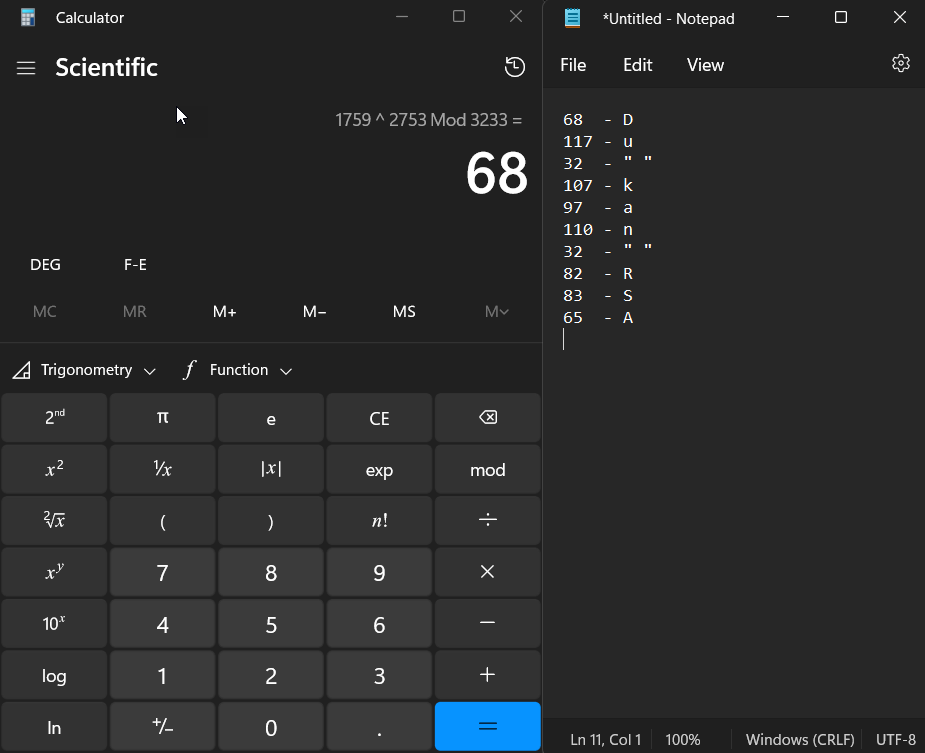 Calculator
Scientific
1759 ^ 2753 Mod 3233 =
68
DEG F-E
MC MR M+ M− MS M˅
Trigonometry f Function
2ⁿᵈ π e CE
x² ¹/x |x| exp mod
²√x ( ) n! ÷
xʸ 7 8 9 ×
10ˣ 4 5 6 −
log 1 2 3 +
ln +/− 0 . =
*Untitled - Notepad
File Edit View
68 - D
117 - u
32 - " "
107 - k
97 - a
110 - n
32 - " "
82 - R
83 - S
65 - A
Ln 11, Col 1 100% Windows (CRLF) UTF-8